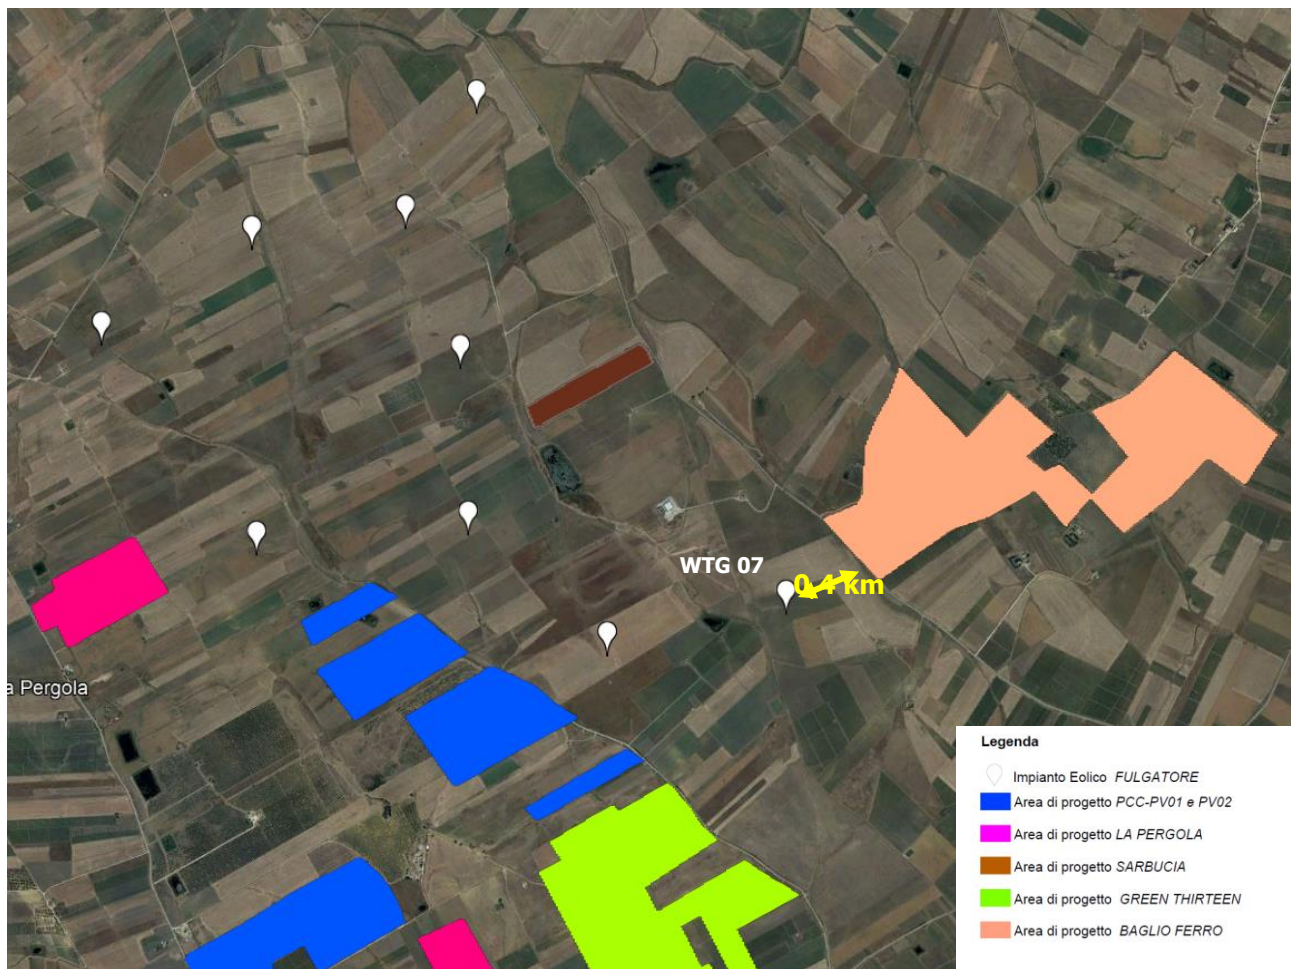 WTG 07
0.4 km
a Pergola
Legenda
Impianto Eolico FULGATORE
Area di progetto PCC-PV01 e PV02
Area di progetto LA PERGOLA
Area di progetto SARBUCIA
Area di progetto GREEN THIRTEEN
Area di progetto BAGLIO FERRO